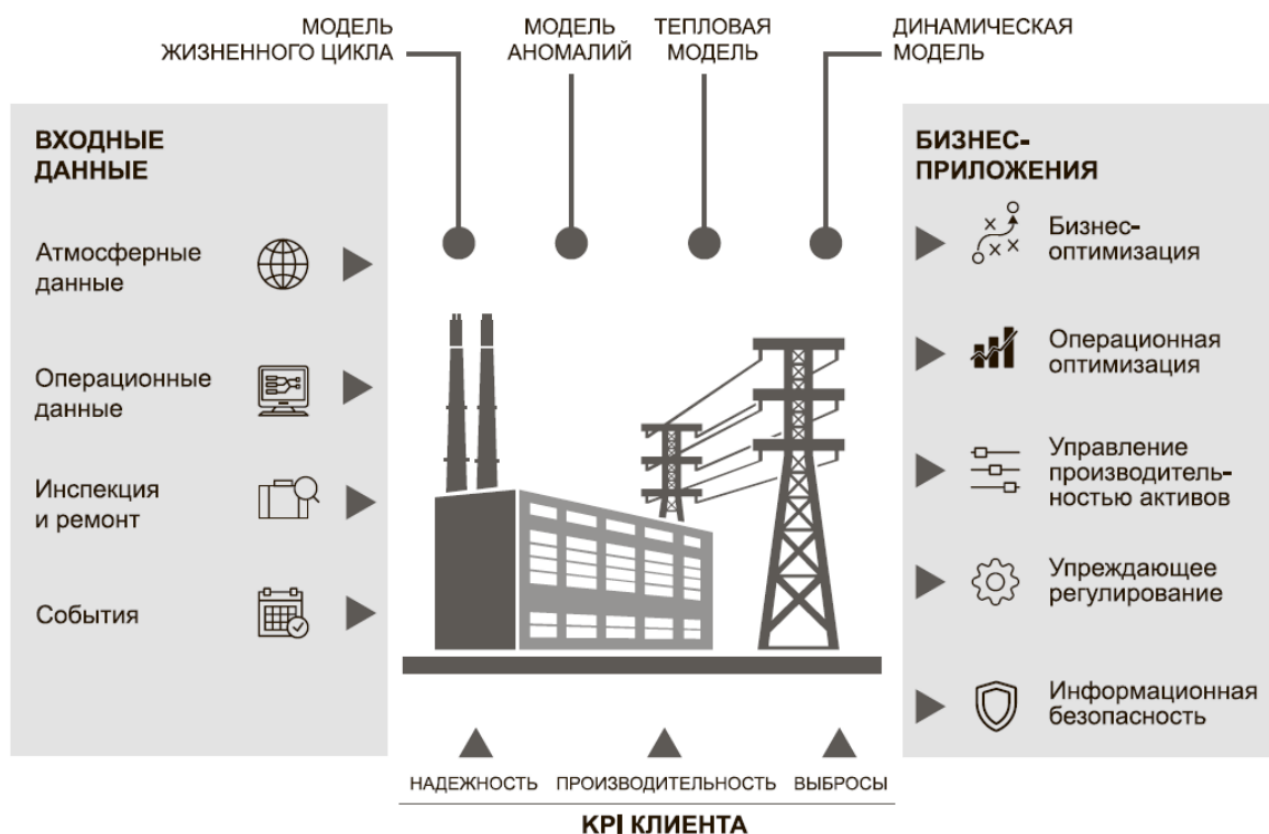 МОДЕЛЬ
ЖИЗНЕННОГО ЦИКЛА
МОДЕЛЬ
АНОМАЛИЙ
ТЕПЛОВАЯ
МОДЕЛЬ
ДИНАМИЧЕСКАЯ
МОДЕЛЬ
ВХОДНЫЕ
ДАННЫЕ
Атмосферные
данные
Операционные
данные
Инспекция
и ремонт
События
БИЗНЕС-
ПРИЛОЖЕНИЯ
Бизнес-
оптимизация
Операционная
оптимизация
Управление
производитель-
ностью активов
Упреждающее
регулирование
Информационная
безопасность
НАДЕЖНОСТЬ
ПРОИЗВОДИТЕЛЬНОСТЬ
ВЫБРОСЫ
KPI КЛИЕНТА